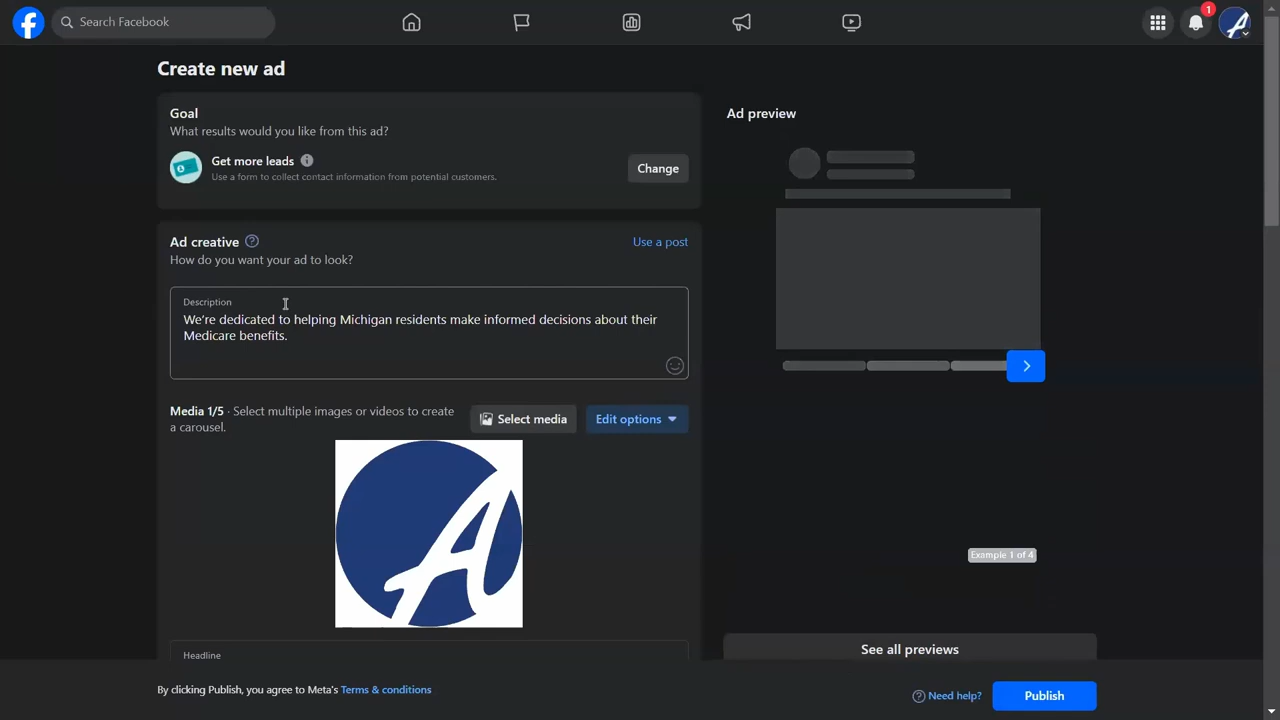 Search Facebook
1
Create new ad
Goal
What results would you like from this ad?
Get more leads
Use a form to collect contact information from potential customers.
Change
Ad creative
How do you want your ad to look?
Use a post
Description
We're dedicated to helping Michigan residents make informed decisions about their
Medicare benefits.
Media 1/5 · Select multiple images or videos to create
a carousel.
Select media
Edit options
A
Headline
Ad preview
Example 1 of 4
See all previews
By clicking Publish, you agree to Meta's Terms & conditions
Need help?
Publish